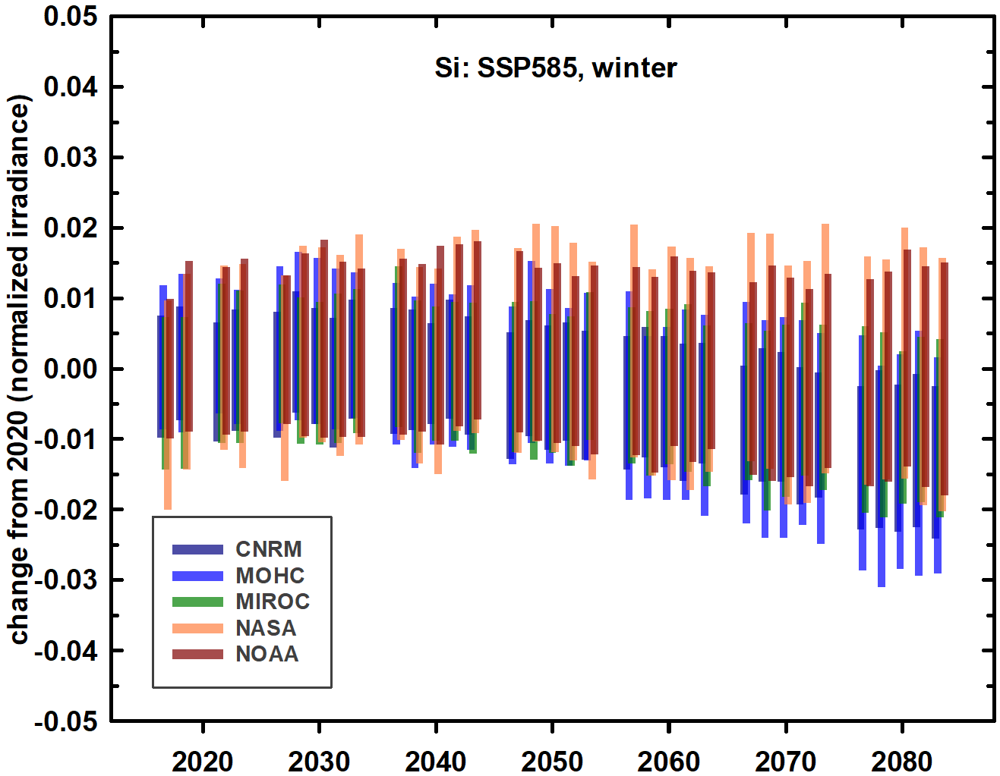 Si: SSP585, winter
change from 2020 (normalized irradiance)
0.05
0.04
0.03
0.02
0.01
0.00
-0.01
-0.02
-0.03
-0.04
-0.05
CNRM
MOHC
MIROC
NASA
NOAA
2020 2030 2040 2050 2060 2070 2080